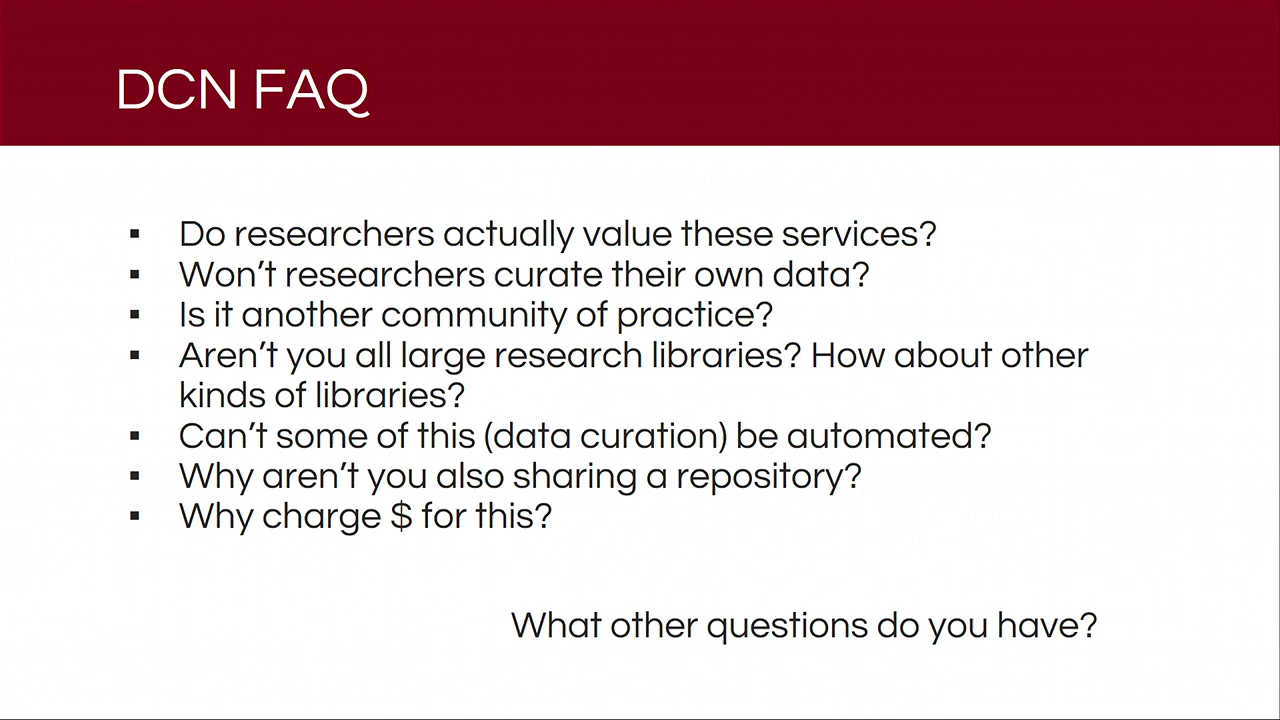 DCN FAQ
▪ Do researchers actually value these services?
▪ Won’t researchers curate their own data?
▪ Is it another community of practice?
▪ Aren’t you all large research libraries? How about other
kinds of libraries?
▪ Can’t some of this (data curation) be automated?
▪ Why aren’t you also sharing a repository?
▪ Why charge $ for this?
What other questions do you have?